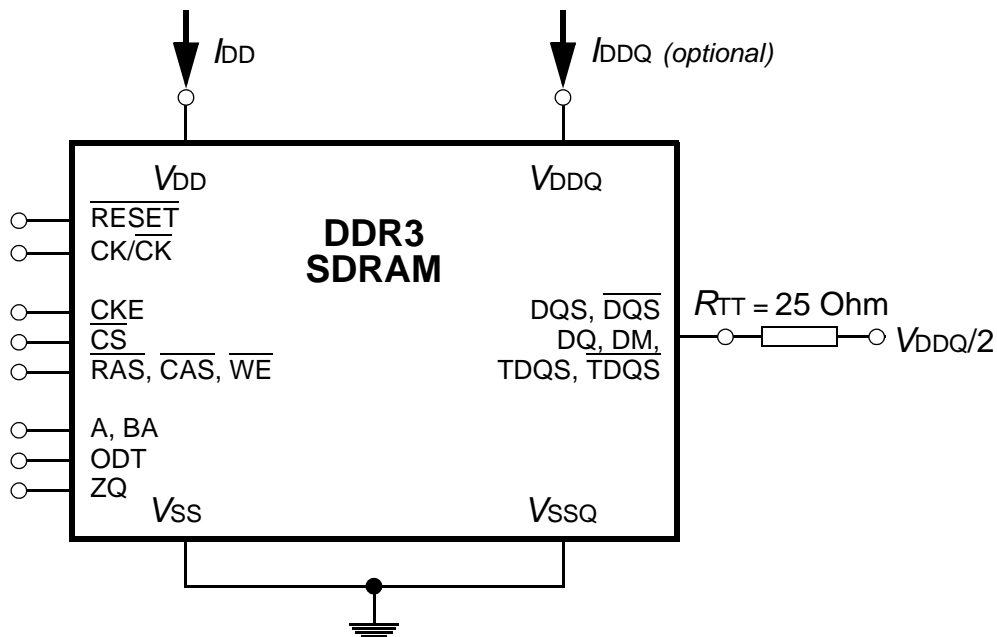 IDD
IDDQ (optional)
VDD
VDDQ
RESET
CK/CK
DDR3
SDRAM
CKE
CS
RAS, CAS, WE
DQS, DQS
DQ, DM,
TDQS, TDQS
RTT = 25 Ohm
VDDQ/2
A, BA
ODT
ZQ
VSS
VSSQ